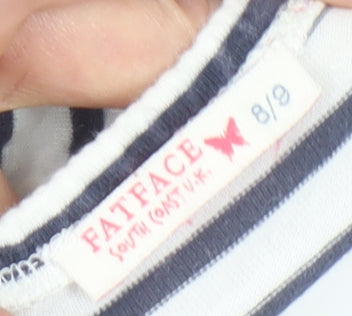 FATFACE 8/9
SOUTH COAST U.K.